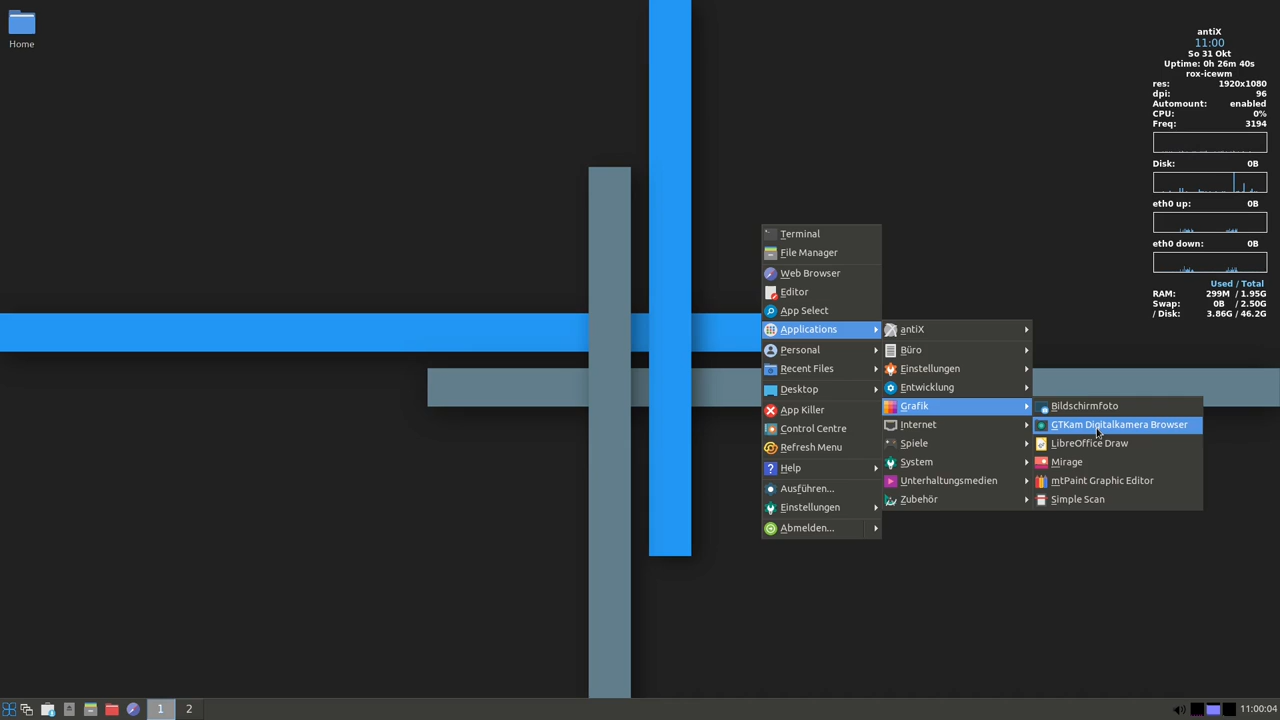 Home
antiX
11:00
So 31 Okt
Uptime: 0h 26m 40s
rox-icewm
res: 1920x1080
dpi: 96
Automount: enabled
CPU: 0%
Freq: 3194
Disk: 0B
eth0 up: 0B
eth0 down: 0B
Used / Total
RAM: 299M / 1.95G
Swap: 0B / 2.50G
/ Disk: 3.86G / 46.2G
Terminal
File Manager
Web Browser
Editor
App Select
Applications
Personal
Recent Files
Desktop
App Killer
Control Centre
Refresh Menu
Help
Ausführen...
Einstellungen
Abmelden...
antiX
Büro
Einstellungen
Entwicklung
Grafik
Internet
Spiele
System
Unterhaltungsmedien
Zubehör
Bildschirmfoto
GTKam Digitalkamera Browser
LibreOffice Draw
Mirage
mtPaint Graphic Editor
Simple Scan
1 2
11:00:04